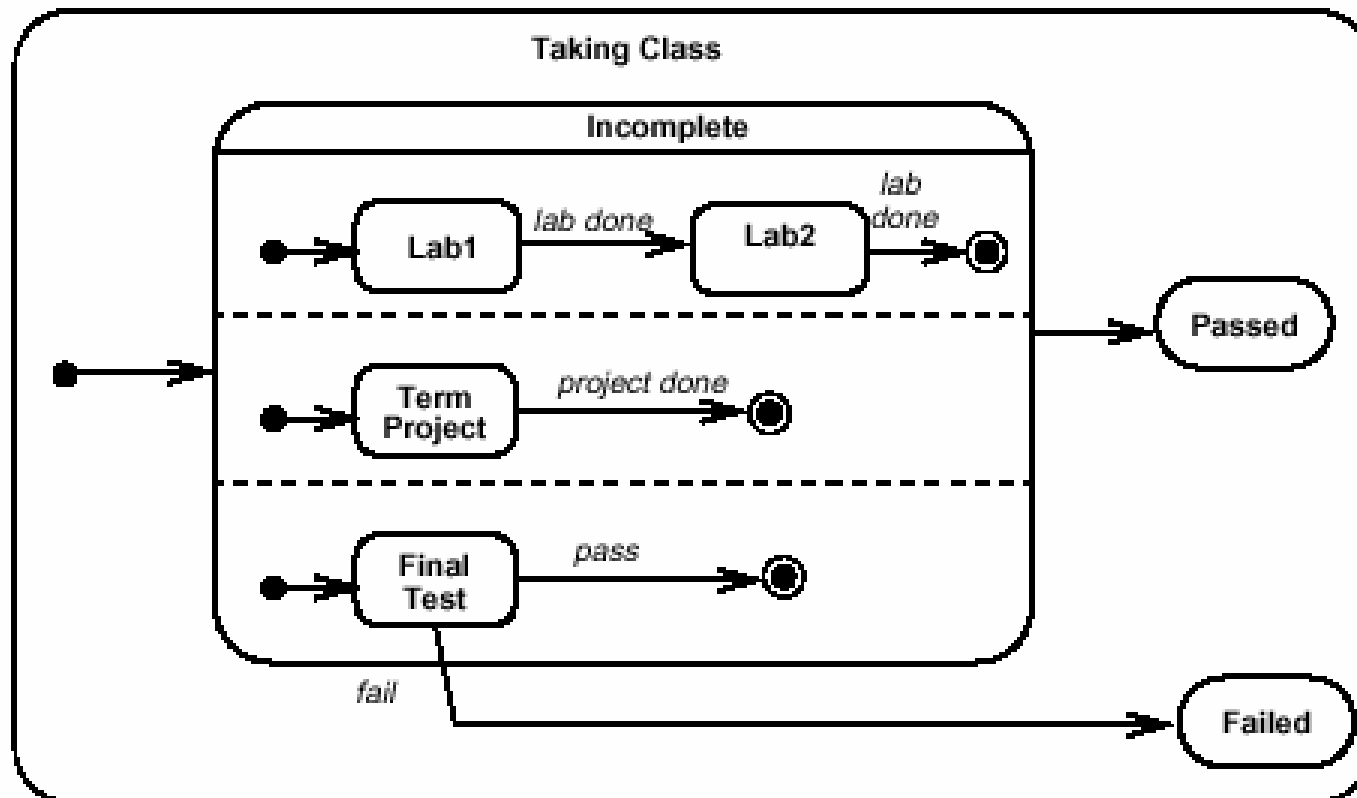 Taking Class
Incomplete
Lab1
lab done
Lab2
lab
done
Passed
Term
Project
project done
Final
Test
pass
fail
Failed